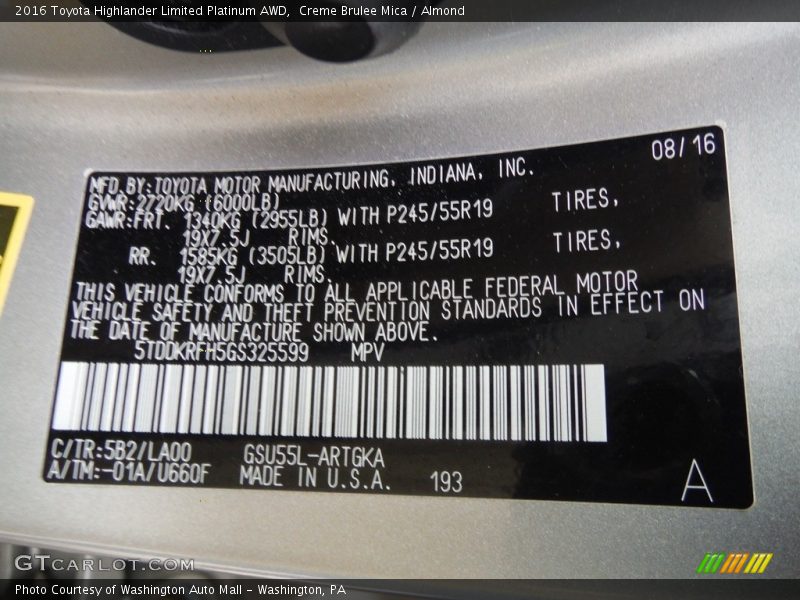 2016 Toyota Highlander Limited Platinum AWD, Creme Brulee Mica / Almond
08/16
MFD BY:TOYOTA MOTOR MANUFACTURING, INDIANA, INC.
GVWR:2720KG (6000LB)
GAWR:FRT. 1340KG (2955LB) WITH P245/55R19 TIRES,
19X7.5J RIMS.
RR. 1585KG (3505LB) WITH P245/55R19 TIRES,
19X7.5J RIMS.
THIS VEHICLE CONFORMS TO ALL APPLICABLE FEDERAL MOTOR
VEHICLE SAFETY AND THEFT PREVENTION STANDARDS IN EFFECT ON
THE DATE OF MANUFACTURE SHOWN ABOVE.
5TDDKRFH5GS325599 MPV
C/TR:5B2/LA00 GSU55L-ARTGKA
A/TM:-01A/U660F MADE IN U.S.A. 193
A
GTCARLOT.COM
Photo Courtesy of Washington Auto Mall - Washington, PA